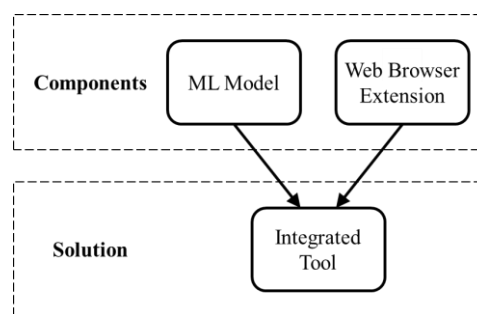 Components
ML Model
Web Browser
Extension
Solution
Integrated
Tool